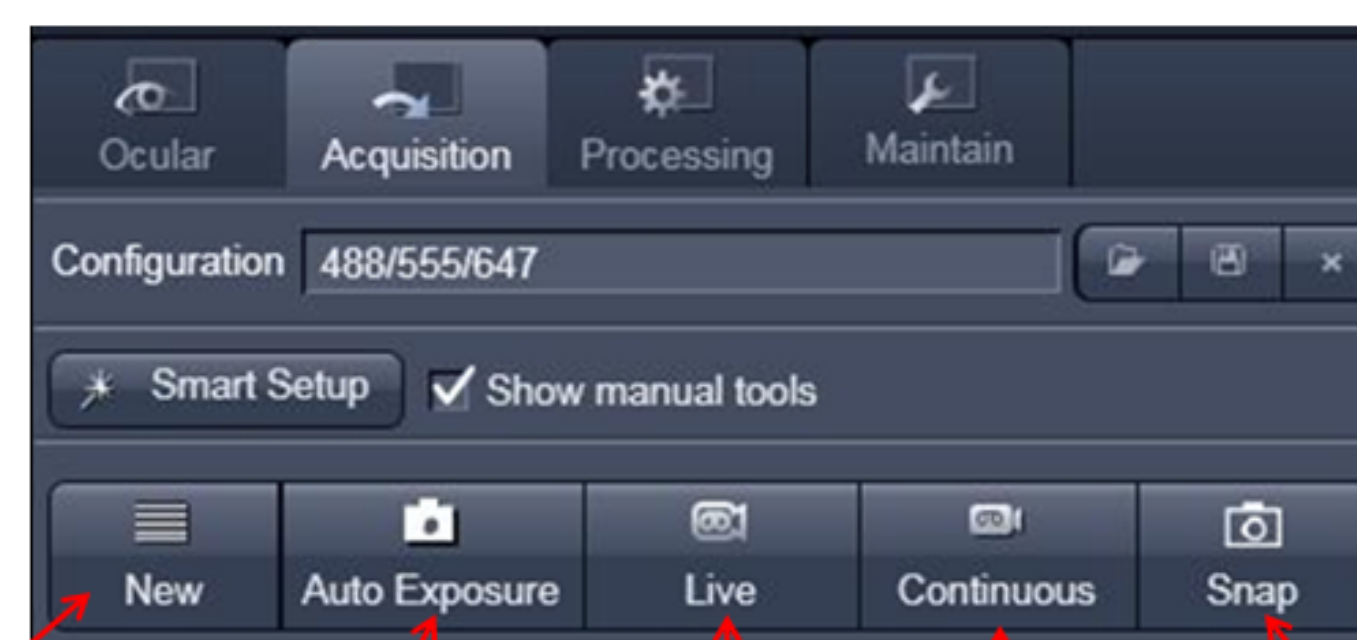 Ocular Acquisition Processing Maintain
Configuration 488/555/647
Smart Setup Show manual tools
New Auto Exposure Live Continuous Snap